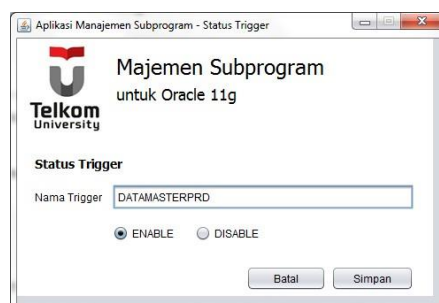 Aplikasi Manajemen Subprogram - Status Trigger
Majemen Subprogram
untuk Oracle 11g
Telkom
University
Status Trigger
Nama Trigger DATAMASTERPRD
ENABLE DISABLE
Batal Simpan